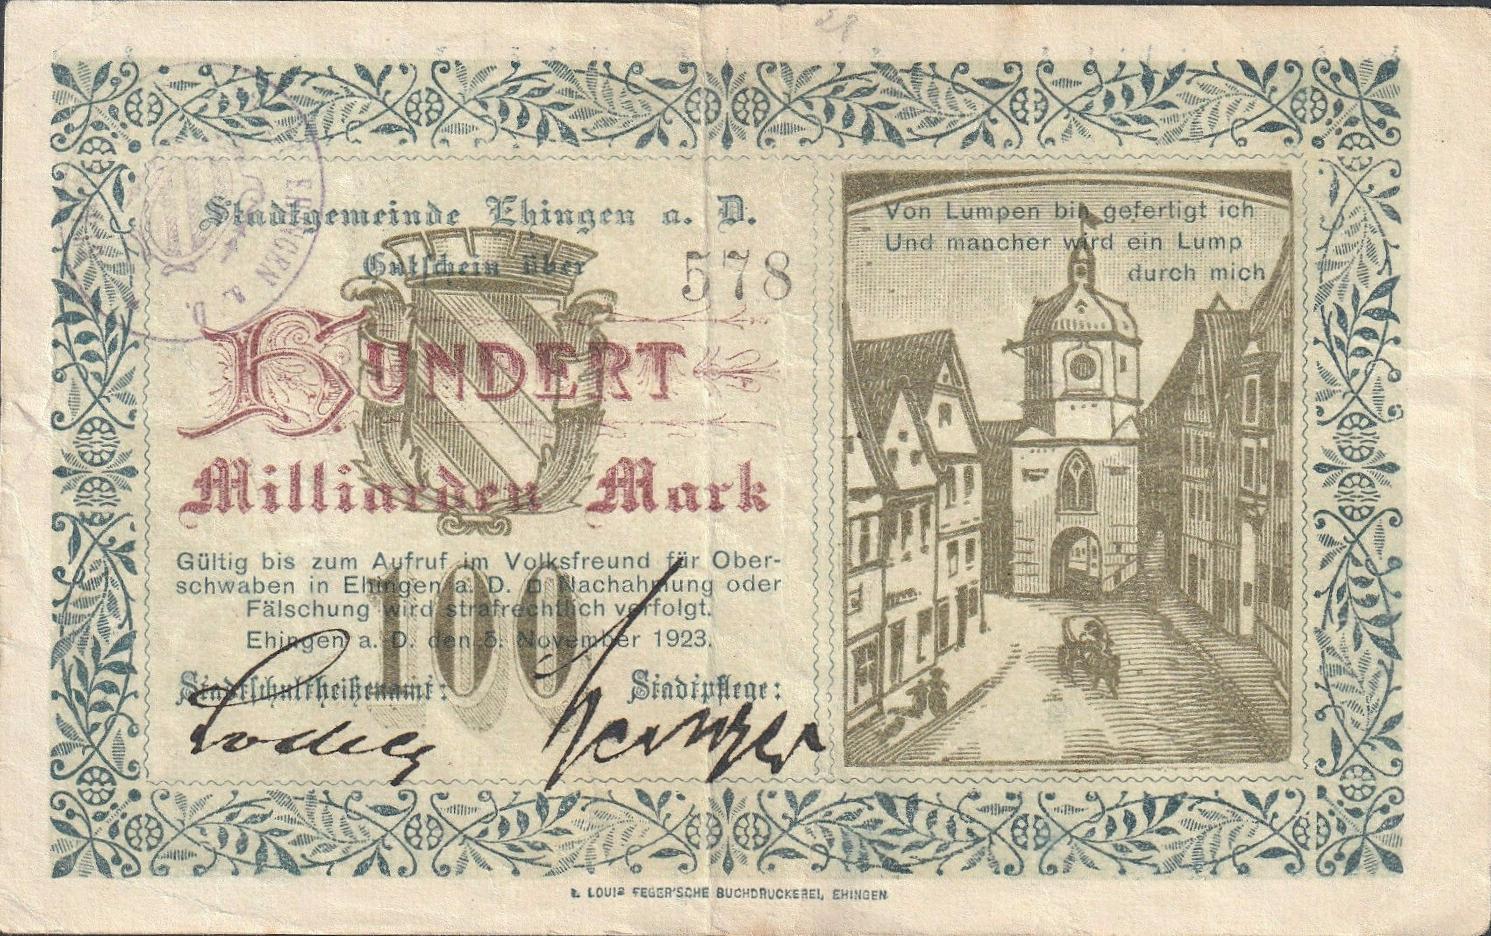 Stadtgemeinde Ehingen a. D.
Gutschein über
578
HUNDERT
Milliarden Mark
Gültig bis zum Aufruf im Volksfreund für Ober-
schwaben in Ehingen a. D. □ Nachahmung oder
Fälschung wird strafrechtlich verfolgt.
Ehingen a. D. den 5. November 1923.
Stadtschultheißenamt:
Stadtpflege:
100
Von Lumpen bin gefertigt ich
Und mancher wird ein Lump
durch mich
EHINGEN a. D.
L. LOUIS FEGER'SCHE BUCHDRUCKEREI, EHINGEN